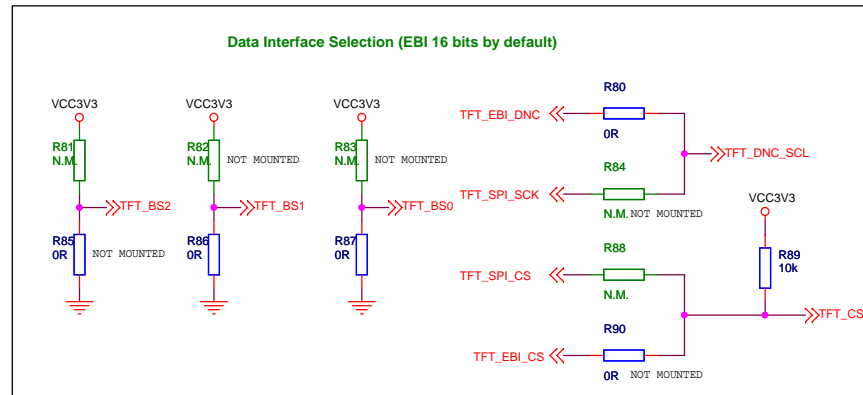 Data Interface Selection (EBI 16 bits by default)
VCC3V3
VCC3V3
VCC3V3
R81
N.M.
R82
N.M.
NOT MOUNTED
R83
N.M.
NOT MOUNTED
TFT_BS2
TFT_BS1
TFT_BS0
R85
0R
NOT MOUNTED
R86
0R
R87
0R
R80
TFT_EBI_DNC
0R
R84
TFT_DNC_SCL
TFT_SPI_SCK
N.M.
NOT MOUNTED
VCC3V3
R88
R89
10k
TFT_SPI_CS
N.M.
TFT_CS
R90
TFT_EBI_CS
0R
NOT MOUNTED